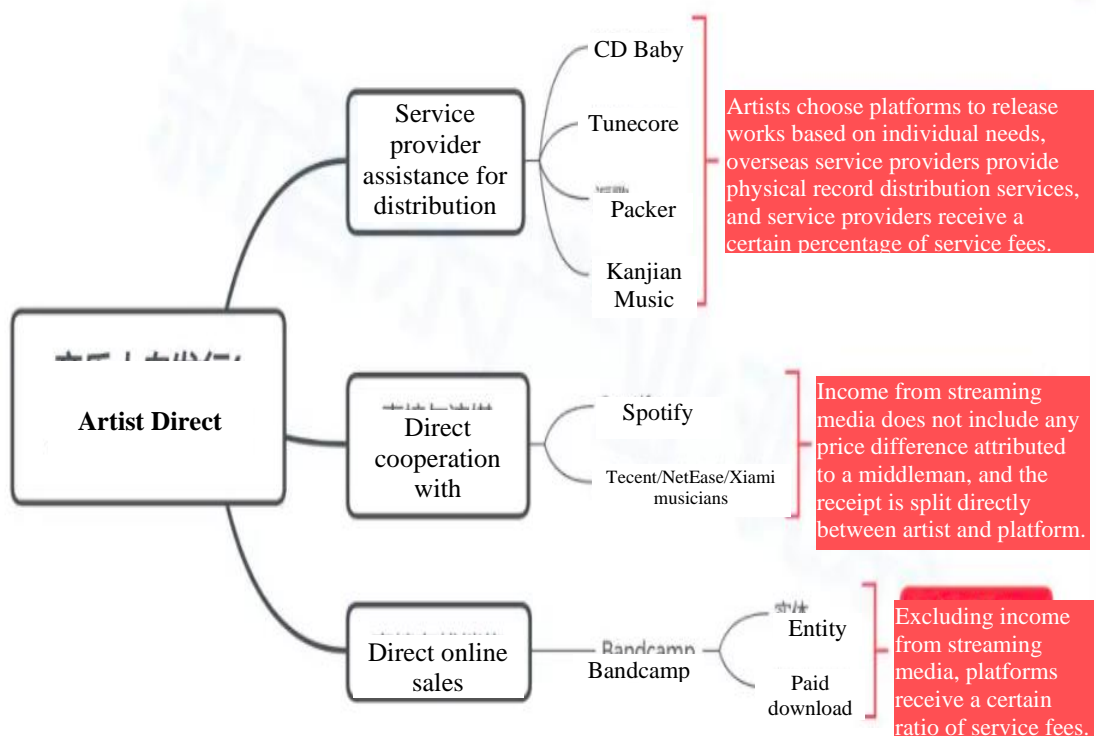 CD Baby
Service
provider
assistance for
distribution
Tunecore
Packer
Kanjian
Music
Artists choose platforms to release
works based on individual needs,
overseas service providers provide
physical record distribution services,
and service providers receive a
certain percentage of service fees.
Artist Direct
Direct
cooperation
with
Spotify
Tecent/NetEase/Xiami
musicians
Income from streaming
media does not include any
price difference attributed
to a middleman, and the
receipt is split directly
between artist and platform.
Direct online
sales
Bandcamp
Bandcamp
实体
Entity
Paid
download
Excluding income
from streaming
media, platforms
receive a certain
ratio of service fees.